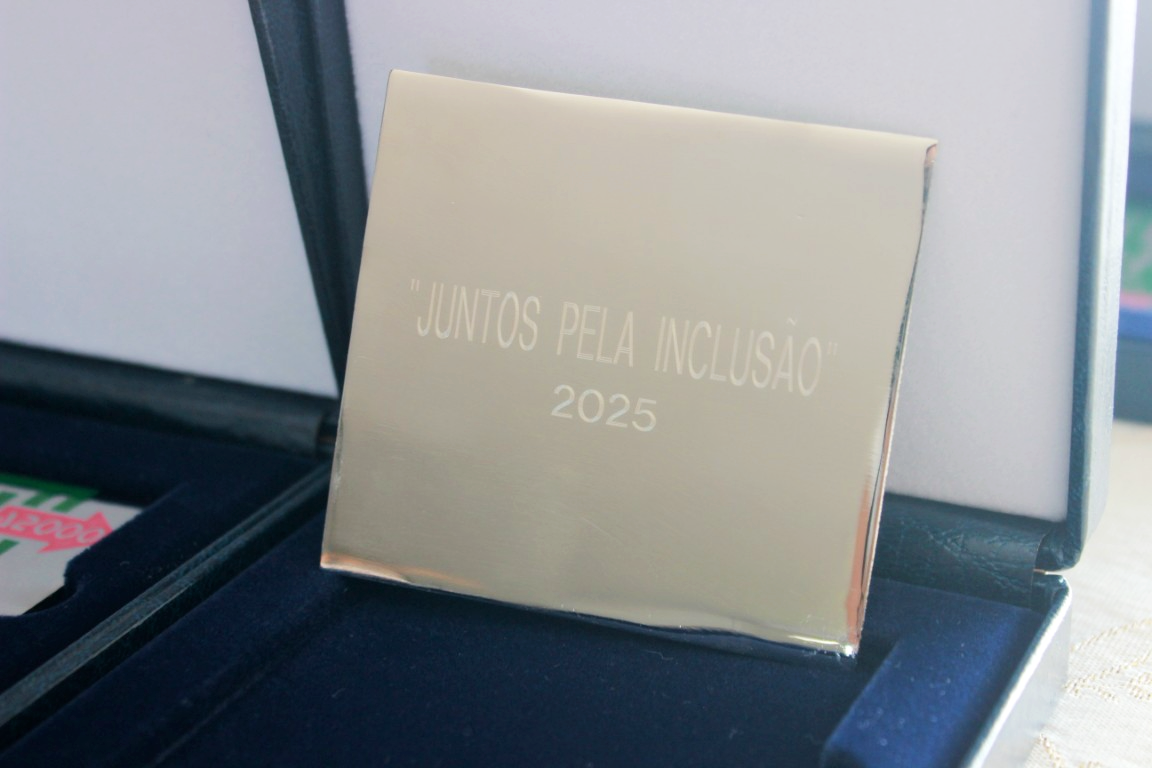 "JUNTOS PELA INCLUSÃO"
2025